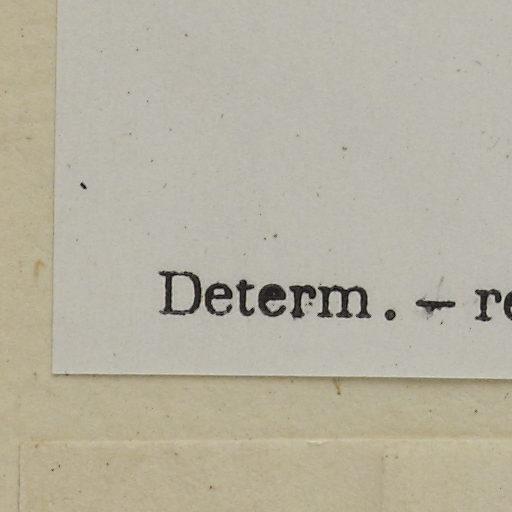 Determ. – re